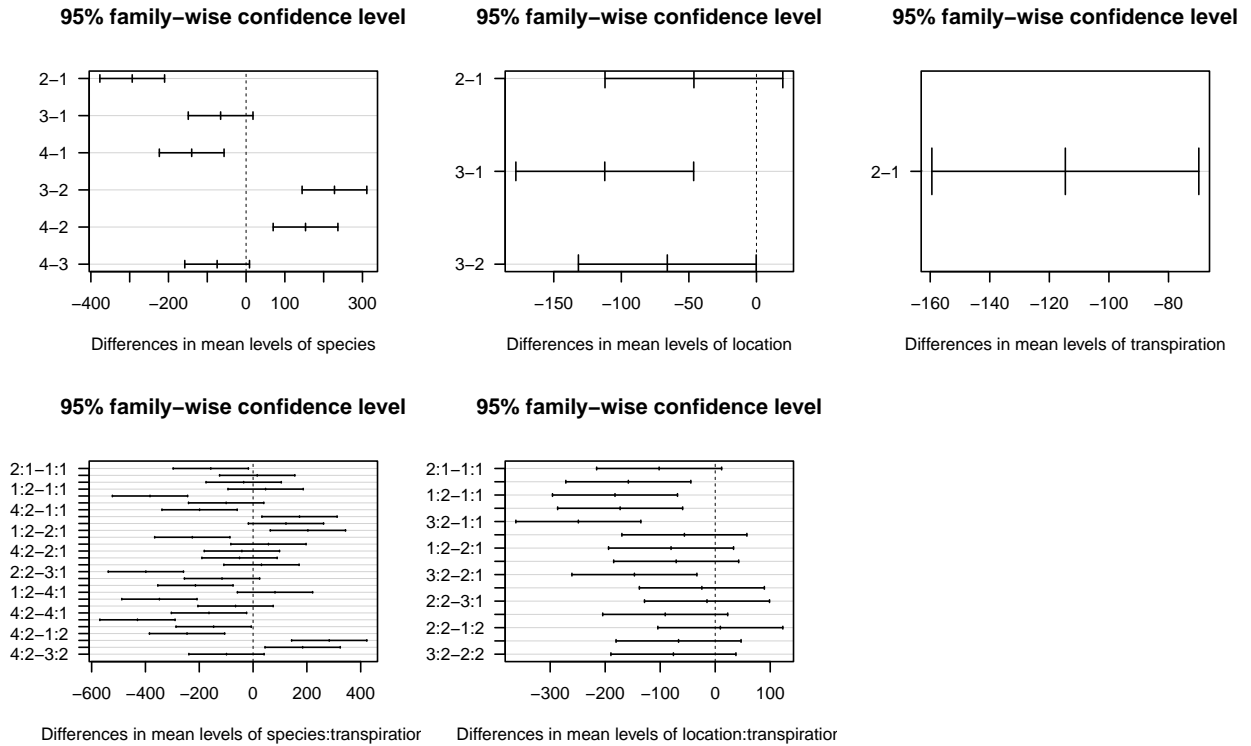 95% family−wise confidence level
2−1
3−1
4−1
3−2
4−2
4−3
−400 −200 0 100 300
Differences in mean levels of species
95% family−wise confidence level
2−1
3−1
3−2
−150 −100 −50 0
Differences in mean levels of location
95% family−wise confidence level
2−1
−160 −140 −120 −100 −80
Differences in mean levels of transpiration
95% family−wise confidence level
2:1−1:1
1:2−1:1
4:2−1:1
1:2−2:1
4:2−2:1
2:2−3:1
1:2−4:1
4:2−4:1
4:2−1:2
4:2−3:2
−600 −400 −200 0 200 400
Differences in mean levels of species:transpiration
95% family−wise confidence level
2:1−1:1
1:2−1:1
3:2−1:1
1:2−2:1
3:2−2:1
2:2−3:1
2:2−1:2
3:2−2:2
−300 −200 −100 0 100
Differences in mean levels of location:transpiration